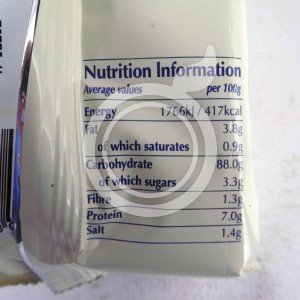 Nutrition Information
Average values per 100g
Energy 1766kJ / 417kcal
Fat 3.8g
of which saturates 0.9g
Carbohydrate 88.0g
of which sugars 3.3g
Fibre 1.3g
Protein 7.0g
Salt 1.4g